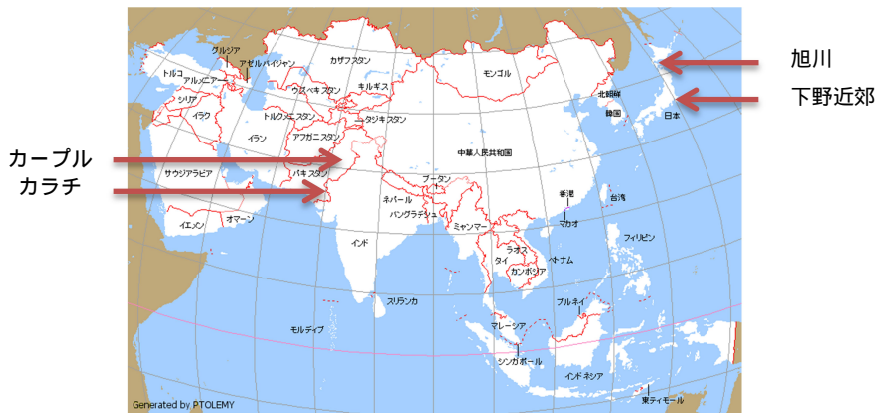 旭川
下野近郊
カープル
カラチ
グルジア
アゼルバイジャン
トルコ
アルメニア
カザフスタン
モンゴル
ウズベキスタン
キルギス
シリア
イラク
トルクメニスタン
タジキスタン
イラン
アフガニスタン
北朝鮮
韓国
日本
中華人民共和国
サウジアラビア
パキスタン
ブータン
ネパール
バングラデシュ
香港
台湾
マカオ
イエメン
オマーン
インド
ミャンマー
ラオス
タイ
ベトナム
カンボジア
フィリピン
スリランカ
モルディブ
ブルネイ
マレーシア
シンガポール
インドネシア
東ティモール
Generated by PTOLEMY